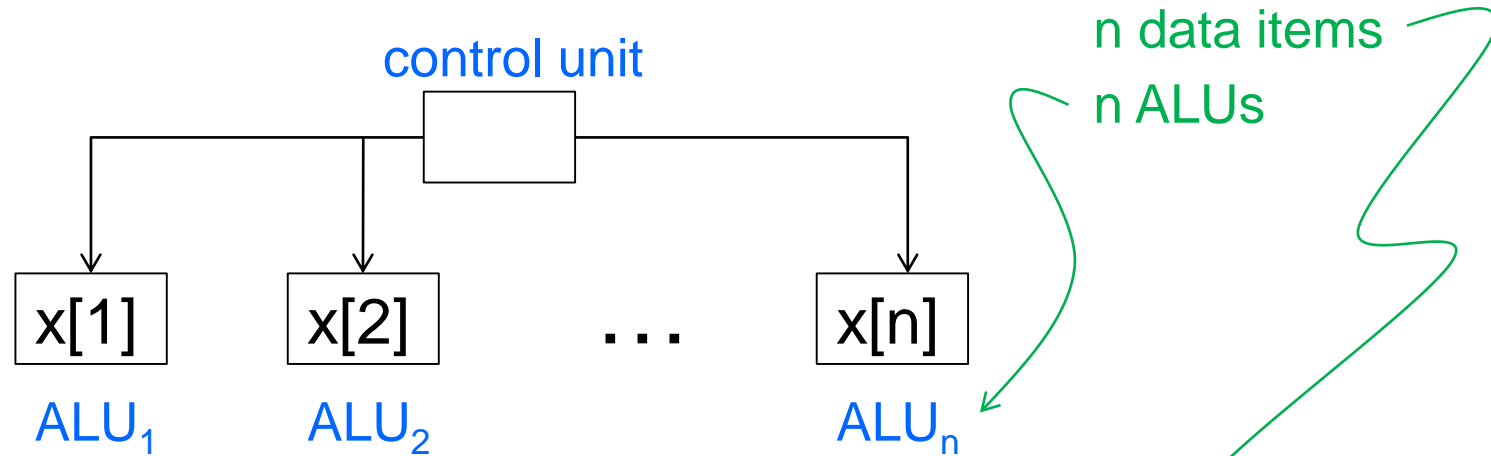 n data items
control unit
n ALUs
x[1] x[2] ... x[n]
ALU₁ ALU₂ ALUₙ